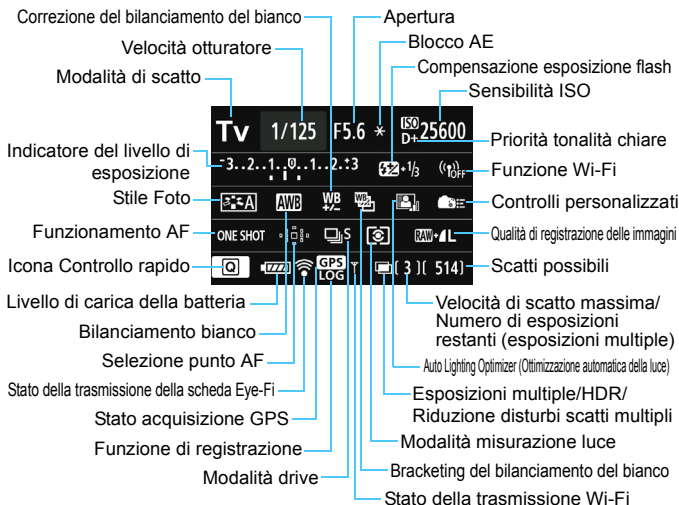 Correzione del bilanciamento del bianco
Apertura
Velocità otturatore
Blocco AE
Modalità di scatto
Compensazione esposizione flash
Sensibilità ISO
Tv 1/125 F5.6 * ISO D+ 25600
Priorità tonalità chiare
Indicatore del livello di
esposizione
-3..2..1..0..1..2..+3 +1/3 OFF
Funzione Wi-Fi
Stile Foto
A AWB WB +/- WB
Controlli personalizzati
Funzionamento AF
ONE SHOT S RAW+L
Qualità di registrazione delle immagini
Icona Controllo rapido
Q GPS LOG [ 3 ][ 514]
Scatti possibili
Livello di carica della batteria
Velocità di scatto massima/
Numero di esposizioni
restanti (esposizioni multiple)
Bilanciamento bianco
Selezione punto AF
Auto Lighting Optimizer (Ottimizzazione automatica della luce)
Stato della trasmissione della scheda Eye-Fi
Esposizioni multiple/HDR/
Riduzione disturbi scatti multipli
Stato acquisizione GPS
Funzione di registrazione
Modalità misurazione luce
Modalità drive
Bracketing del bilanciamento del bianco
Stato della trasmissione Wi-Fi